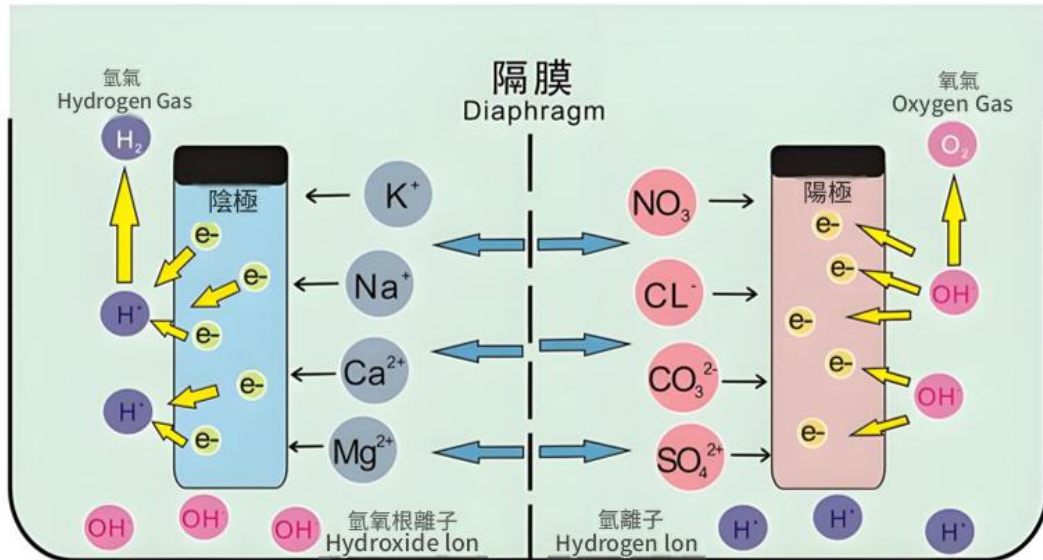 氫氣
Hydrogen Gas
H₂
陰極
e-
e-
e-
e-
e-
H⁺
H⁺
K⁺
Na⁺
Ca²⁺
Mg²⁺
OH⁻
OH⁻
OH⁻
氫氧根離子
Hydroxide Ion
隔膜
Diaphragm
NO₃
CL⁻
CO₃²⁻
SO₄²⁺
氧氣
Oxygen Gas
O₂
陽極
e-
e-
e-
e-
e-
OH⁻
OH⁻
氫離子
Hydrogen Ion
H⁺
H⁺
H⁺